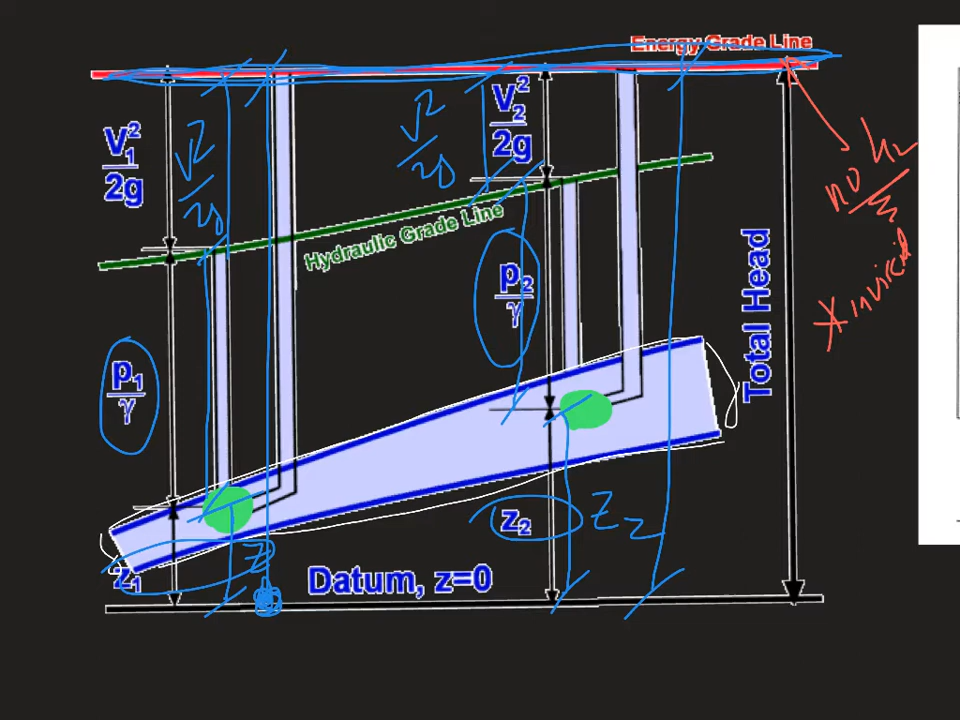 Energy Grade Line
V₁²
2g
V²
2g
V²
2g
V₂²
2g
no h₂
* inviscid
Hydraulic Grade Line
p₁
γ
p₂
γ
Total Head
z₁
z
z₂
z₂
Datum, z=0